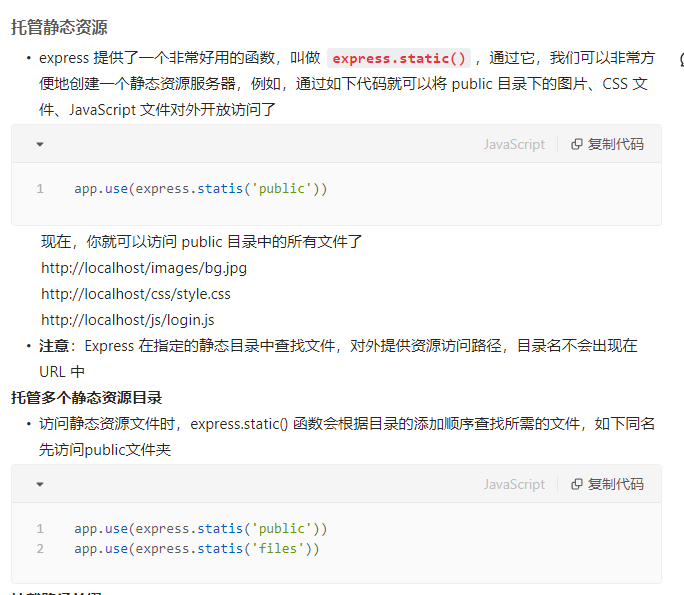 托管静态资源
• express 提供了一个非常好用的函数，叫做 express.static() ，通过它，我们可以非常方
便地创建一个静态资源服务器，例如，通过如下代码就可以将 public 目录下的图片、CSS 文
件、JavaScript 文件对外开放访问了
JavaScript 复制代码
1 app.use(express.statis('public'))
现在，你就可以访问 public 目录中的所有文件了
http://localhost/images/bg.jpg
http://localhost/css/style.css
http://localhost/js/login.js
• 注意：Express 在指定的静态目录中查找文件，对外提供资源访问路径，目录名不会出现在
URL 中
托管多个静态资源目录
• 访问静态资源文件时，express.static() 函数会根据目录的添加顺序查找所需的文件，如下同名
先访问public文件夹
JavaScript 复制代码
1 app.use(express.statis('public'))
2 app.use(express.statis('files'))